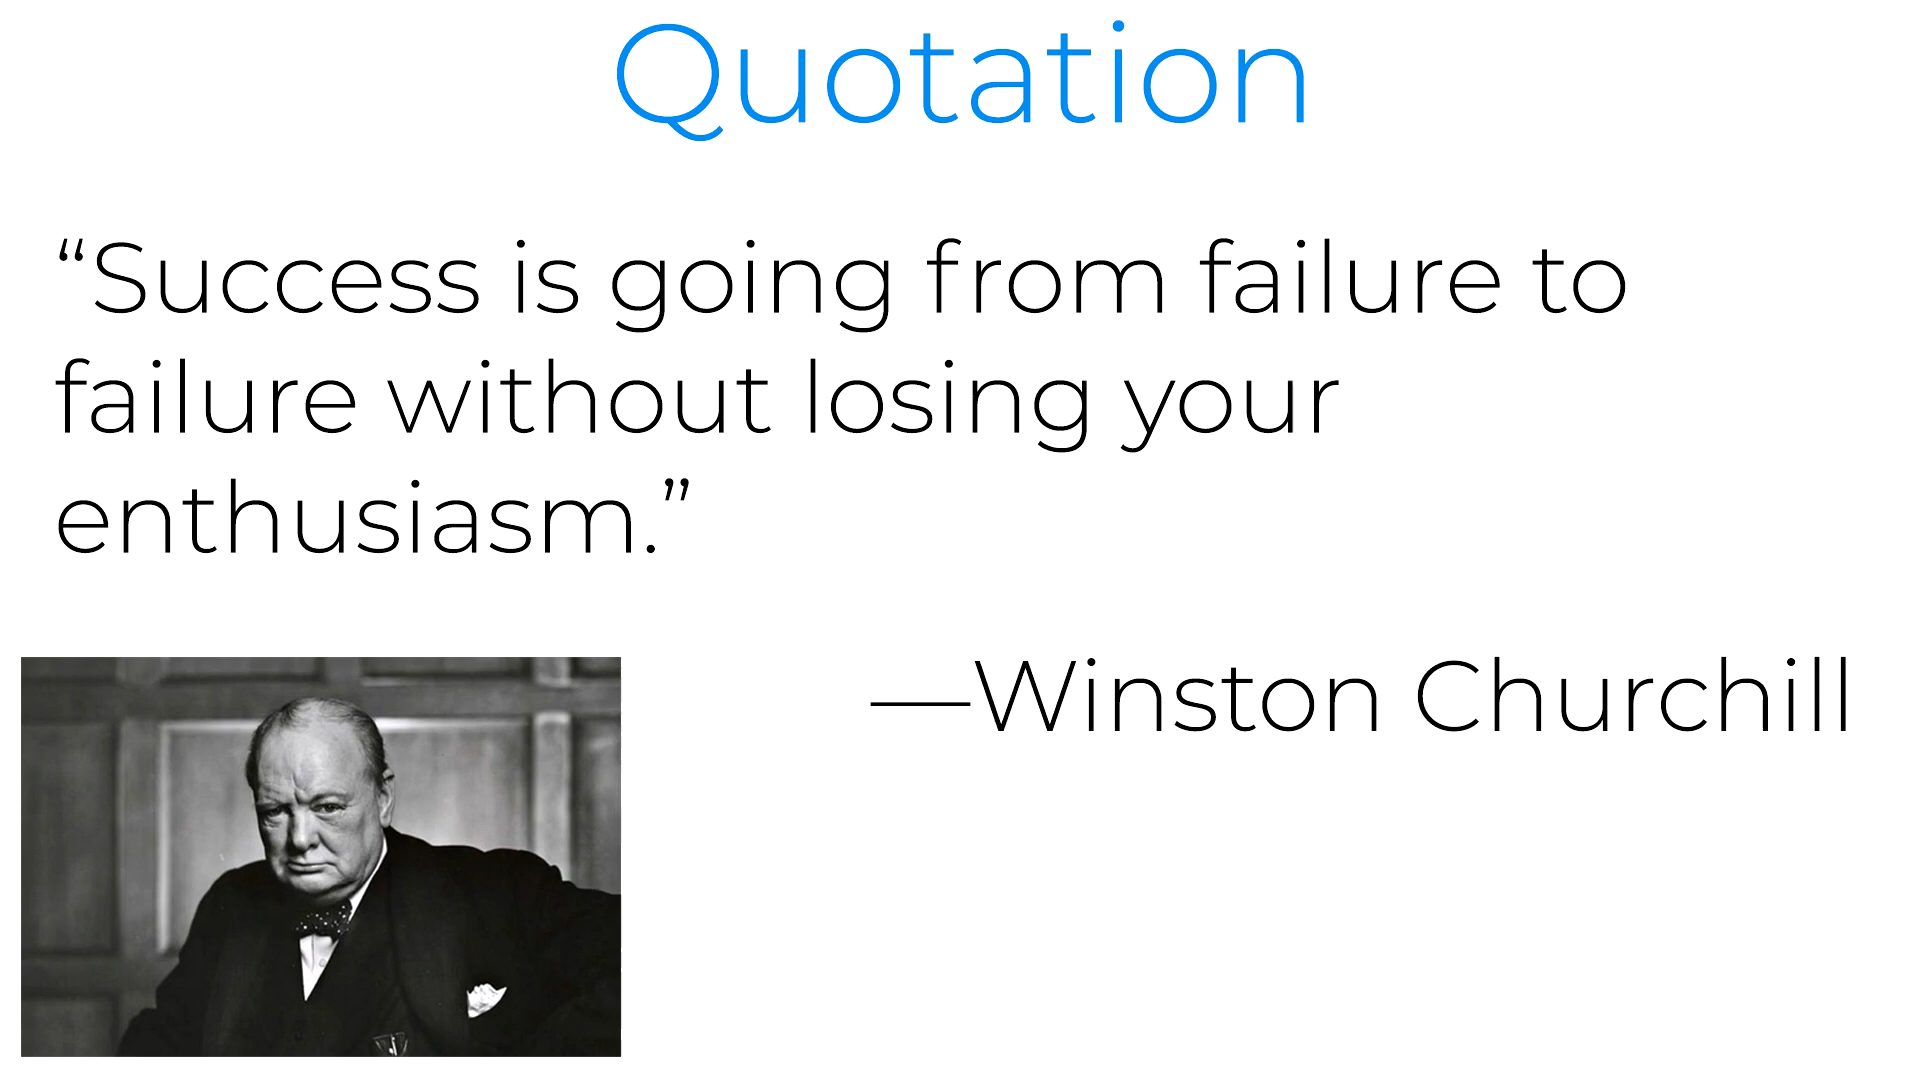 Quotation
“Success is going from failure to
failure without losing your
enthusiasm.”
—Winston Churchill